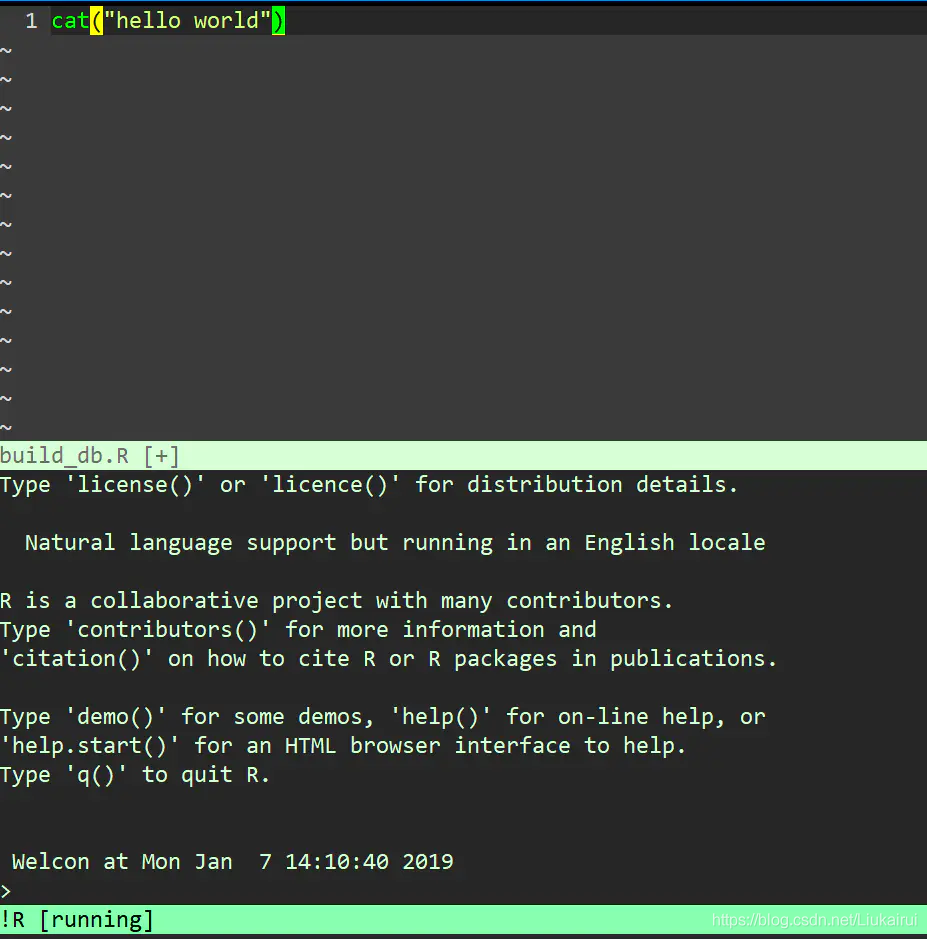 1 cat("hello world")
~
~
~
~
~
~
~
~
~
~
~
~
~
~
build_db.R [+]
Type 'license()' or 'licence()' for distribution details.
Natural language support but running in an English locale
R is a collaborative project with many contributors.
Type 'contributors()' for more information and
'citation()' on how to cite R or R packages in publications.
Type 'demo()' for some demos, 'help()' for on-line help, or
'help.start()' for an HTML browser interface to help.
Type 'q()' to quit R.
Welcon at Mon Jan  7 14:10:40 2019
>
!R [running]
https://blog.csdn.net/Liukairui